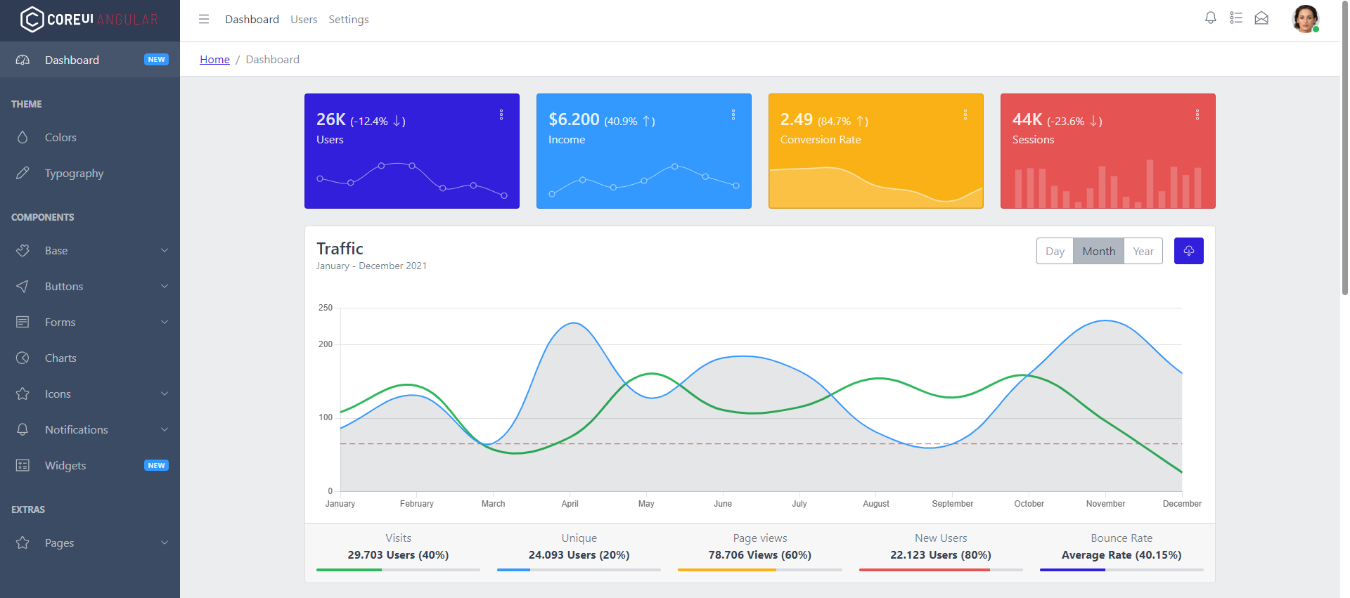 COREUI ANGULAR
Dashboard NEW
THEME
Colors
Typography
COMPONENTS
Base
Buttons
Forms
Charts
Icons
Notifications
Widgets NEW
EXTRAS
Pages
Dashboard Users Settings
Home / Dashboard
26K (-12.4% ↓)
Users
$6.200 (40.9% ↑)
Income
2.49 (84.7% ↑)
Conversion Rate
44K (-23.6% ↓)
Sessions
Traffic
January - December 2021
Day Month Year
250
200
100
0
January February March April May June July August September October November December
Visits
29.703 Users (40%)
Unique
24.093 Users (20%)
Page views
78.706 Views (60%)
New Users
22.123 Users (80%)
Bounce Rate
Average Rate (40.15%)